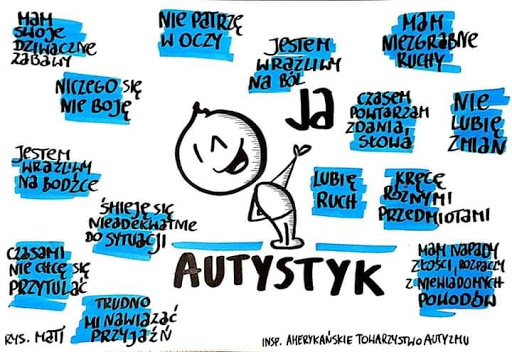 MAM
SWOJE
DZIWACZNE
ZABAWY
NIE PATRZĘ
W OCZY
JESTEM
WRAŻLIWY
NA BÓL
MAM
NIEZGRABNE
RUCHY
NICZEGO SIĘ
NIE BOJĘ
JA
CZASEM
POWTARZAM
ZDANIA,
SŁOWA
NIE
LUBIĘ
ZMIAN
JESTEM
WRAŻLIWY
NA BODŹCE
LUBIĘ
RUCH
KRĘCĘ
RÓŻNYMI
PRZEDMIOTAMI
ŚMIEJĘ SIĘ
NIEADEKWATNIE
DO SYTUACJI
CZASAMI
NIE CHCĘ SIĘ
PRZYTULAĆ
AUTYSTYK
MAM NAPADY
ZŁOŚCI, ROZPACZY
Z NIEWIADOMYCH
POWODÓW
TRUDNO
MI NAWIĄZAĆ
PRZYJAŹŃ
RYS. MATI
INSP. AMERYKAŃSKIE TOWARZYSTWO AUTYZMU